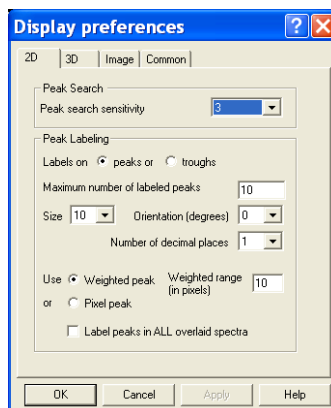 Display preferences
2D 3D Image Common
Peak Search
Peak search sensitivity 3
Peak Labeling
Labels on peaks or troughs
Maximum number of labeled peaks 10
Size 10 Orientation (degrees) 0
Number of decimal places 1
Use Weighted peak Weighted range (in pixels) 10
or Pixel peak
Label peaks in ALL overlaid spectra
OK Cancel Apply Help